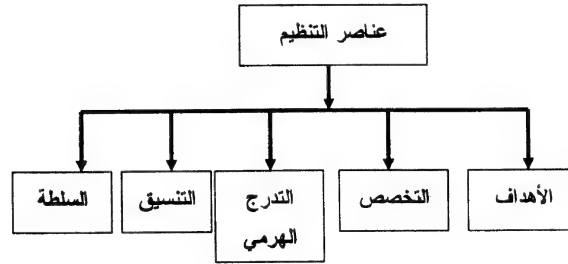 عناصر التنظيم
الأهداف
التخصص
التدرج
الهرمي
التنسيق
السلطة